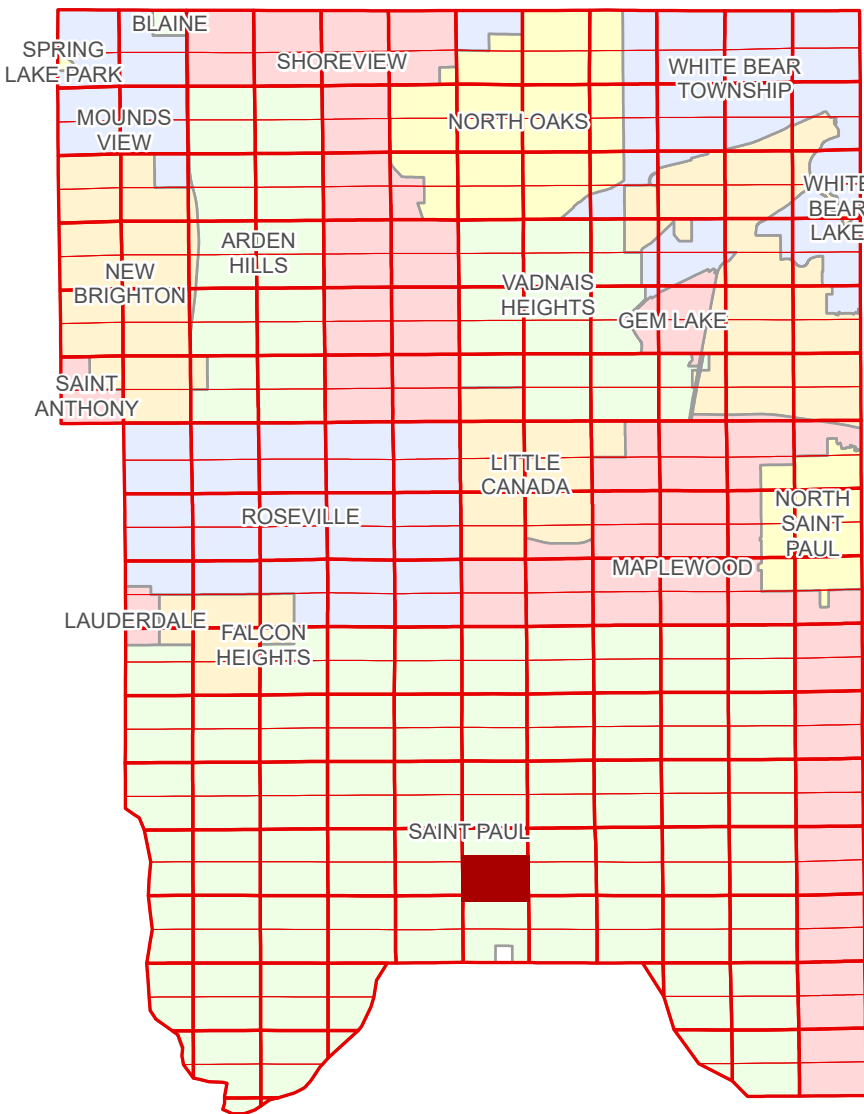 BLAINE
SPRING
LAKE PARK
SHOREVIEW
WHITE BEAR
TOWNSHIP
MOUNDS
VIEW
NORTH OAKS
WHITE
BEAR
LAKE
ARDEN
HILLS
NEW
BRIGHTON
VADNAIS
HEIGHTS
GEM LAKE
SAINT
ANTHONY
LITTLE
CANADA
ROSEVILLE
NORTH
SAINT
PAUL
MAPLEWOOD
LAUDERDALE
FALCON
HEIGHTS
SAINT PAUL